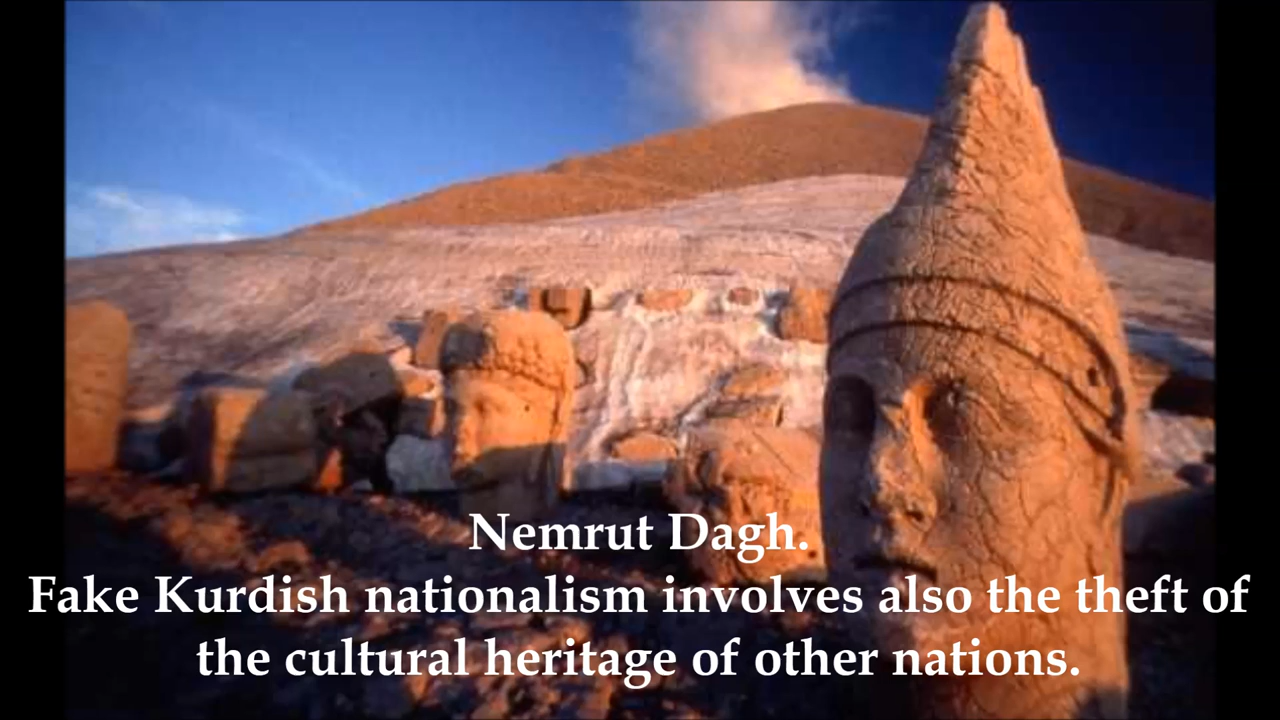 Nemrut Dagh.
Fake Kurdish nationalism involves also the theft of
the cultural heritage of other nations.